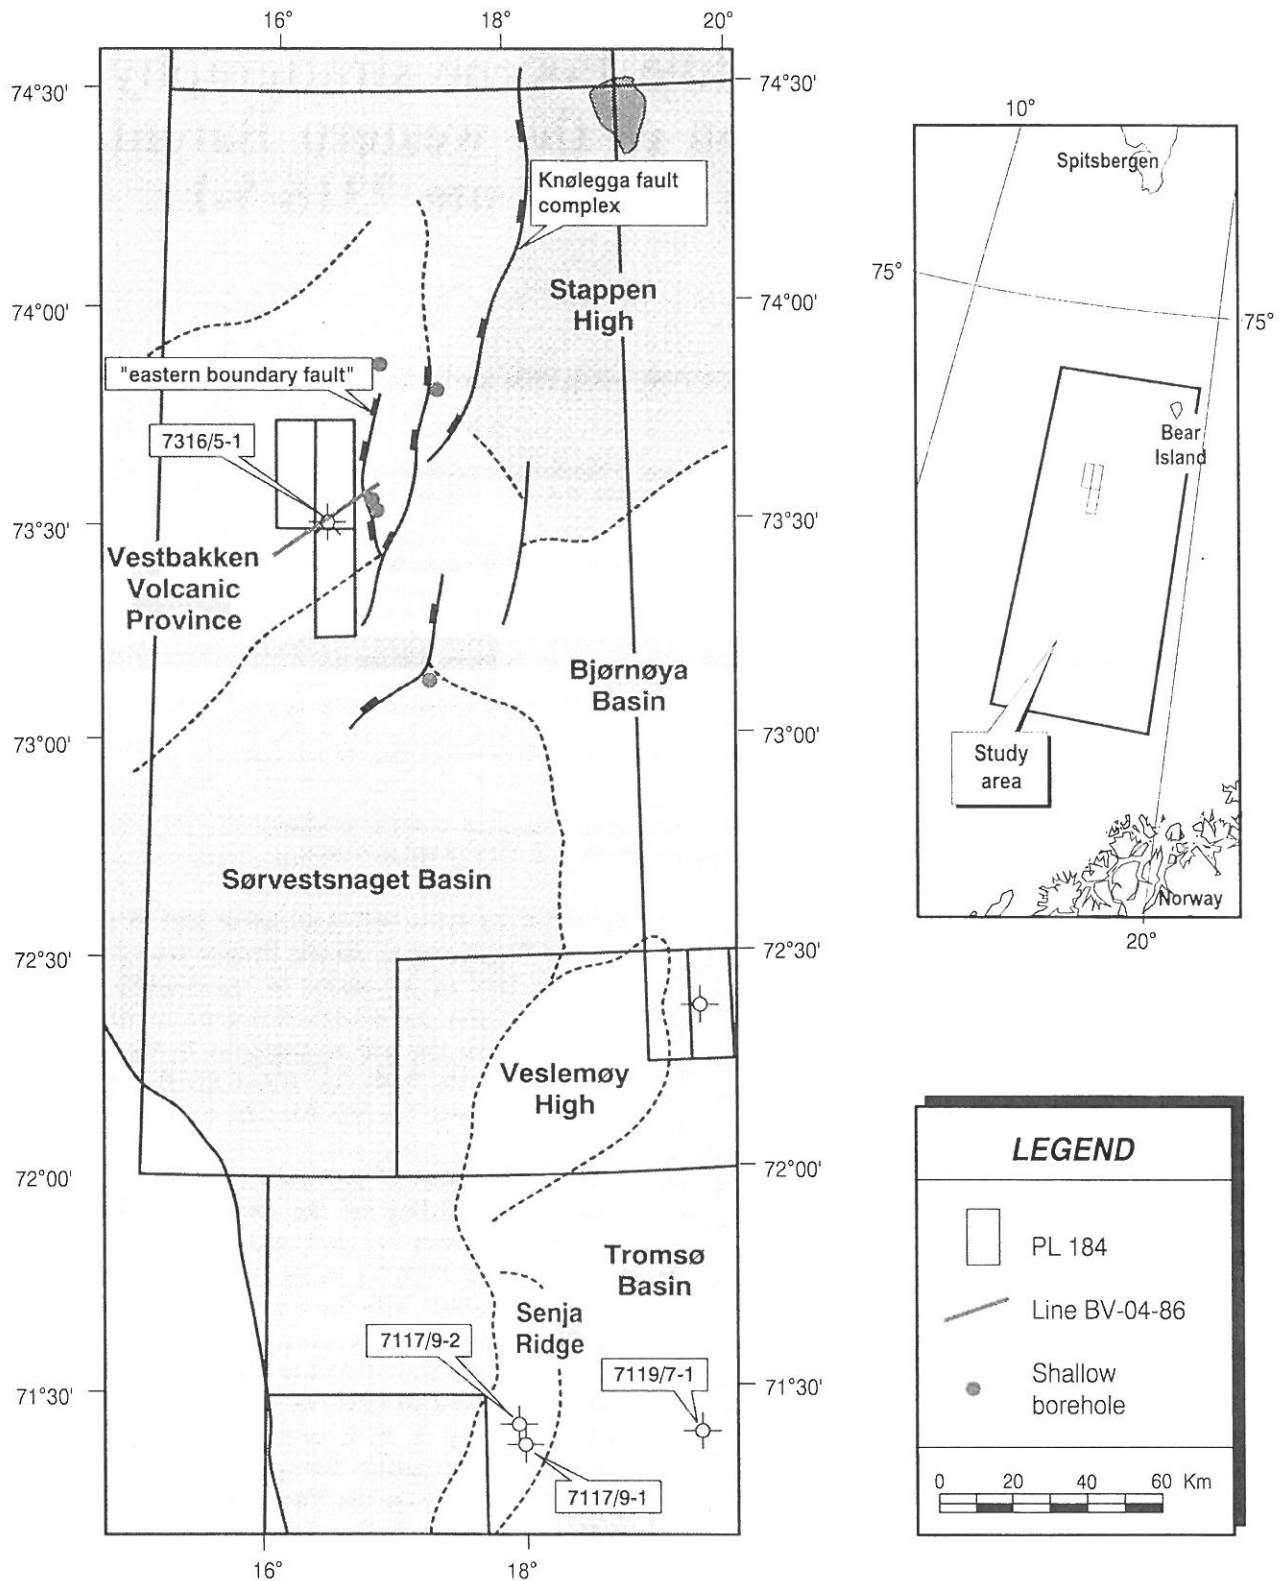 16°
18°
20°
74°30'
74°30'
Knølegga fault
complex
Stappen
High
74°00'
74°00'
"eastern boundary fault"
7316/5-1
73°30'
73°30'
Vestbakken
Volcanic
Province
Bjørnøya
Basin
73°00'
73°00'
Sørvestsnaget Basin
72°30'
72°30'
Veslemøy
High
72°00'
72°00'
Tromsø
Basin
Senja
Ridge
7117/9-2
7119/7-1
71°30'
71°30'
7117/9-1
16°
18°
10°
Spitsbergen
75°
75°
Bear
Island
Study
area
Norway
20°
LEGEND
PL 184
Line BV-04-86
Shallow
borehole
0 20 40 60 Km